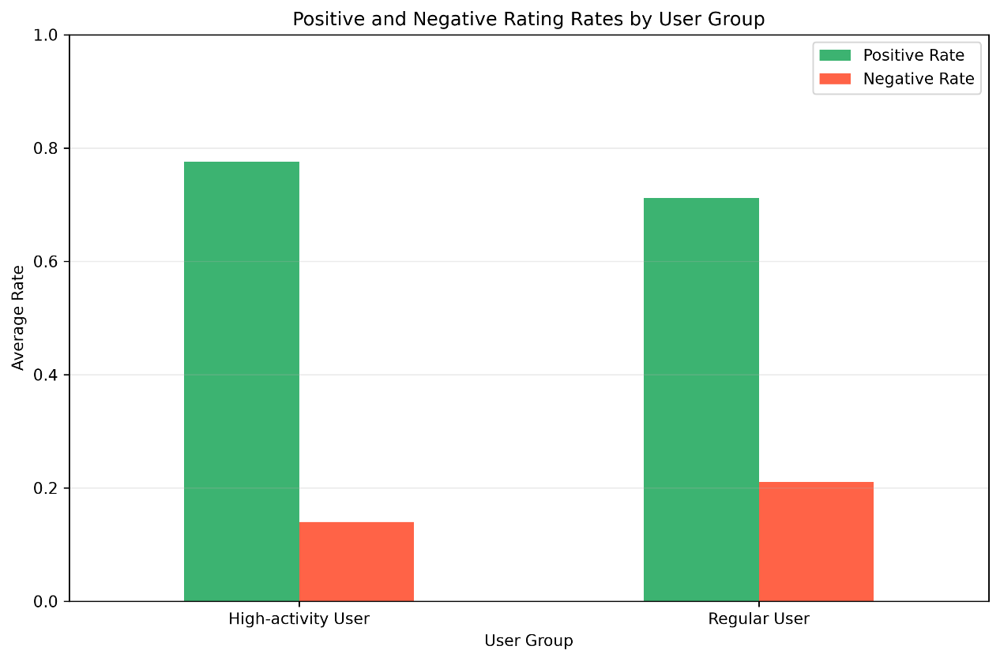 Positive and Negative Rating Rates by User Group
1.0
Positive Rate
Negative Rate
0.8
0.6
Average Rate
0.4
0.2
0.0
High-activity User
Regular User
User Group